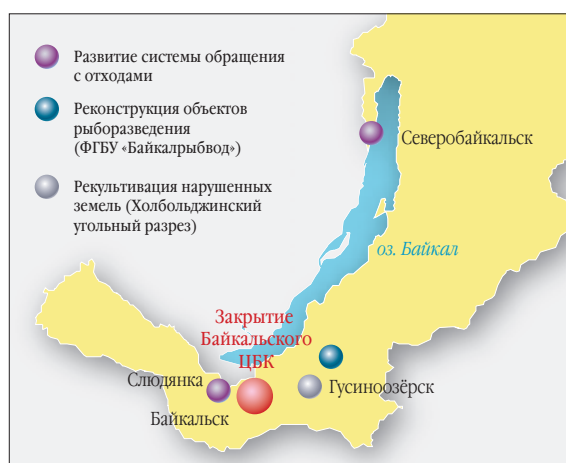 Развитие системы обращения
с отходами
Реконструкция объектов
рыборазведения
(ФГБУ «Байкалрыбвод»)
Рекультивация нарушенных
земель (Холбольджинский
угольный разрез)
Северобайкальск
оз. Байкал
Закрытие
Байкальского
ЦБК
Слюдянка
Гусиноозёрск
Байкальск